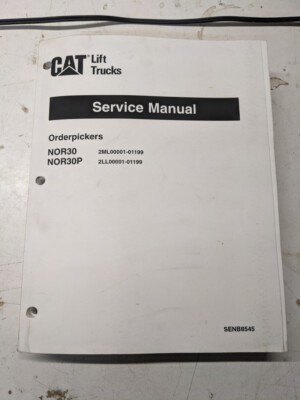 CAT Lift
Trucks
Service Manual
Orderpickers
NOR30 2ML00001-01199
NOR30P 2LL00001-01199
SENB8545